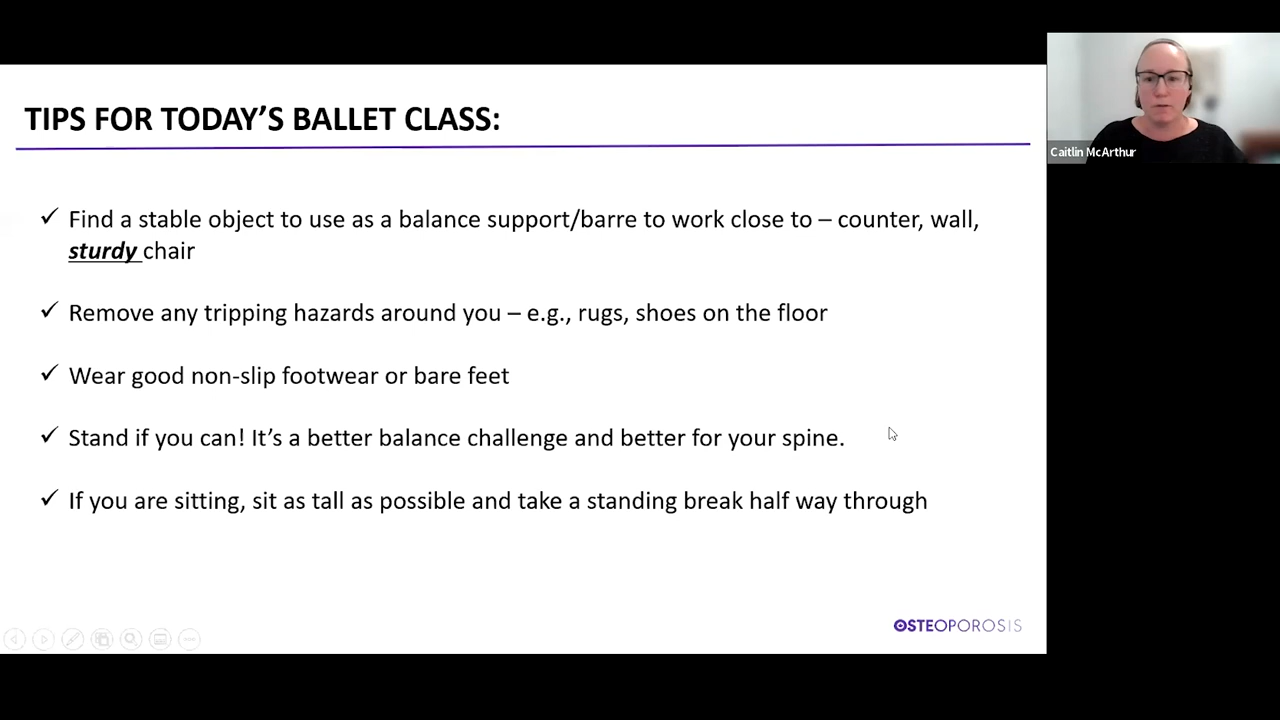 TIPS FOR TODAY’S BALLET CLASS:
Find a stable object to use as a balance support/barre to work close to – counter, wall,
sturdy chair
Remove any tripping hazards around you – e.g., rugs, shoes on the floor
Wear good non-slip footwear or bare feet
Stand if you can! It’s a better balance challenge and better for your spine.
If you are sitting, sit as tall as possible and take a standing break half way through
OSTEOPOROSIS
Caitlin McArthur